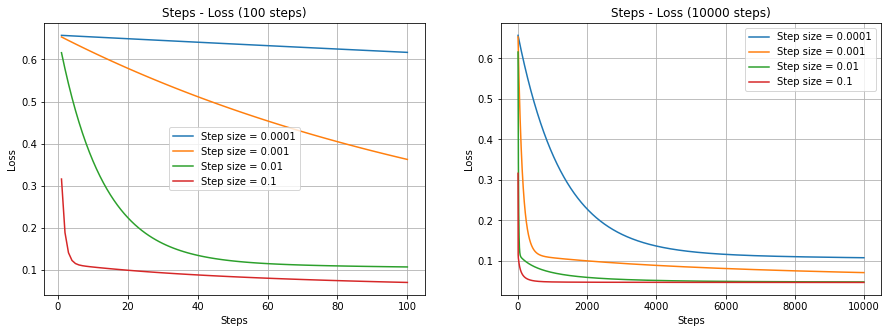 Steps - Loss (100 steps)
0.6
0.5
0.4
0.3
0.2
0.1
Loss
Step size = 0.0001
Step size = 0.001
Step size = 0.01
Step size = 0.1
0
20
40
60
80
100
Steps
Steps - Loss (10000 steps)
0.6
0.5
0.4
0.3
0.2
0.1
Loss
Step size = 0.0001
Step size = 0.001
Step size = 0.01
Step size = 0.1
0
2000
4000
6000
8000
10000
Steps